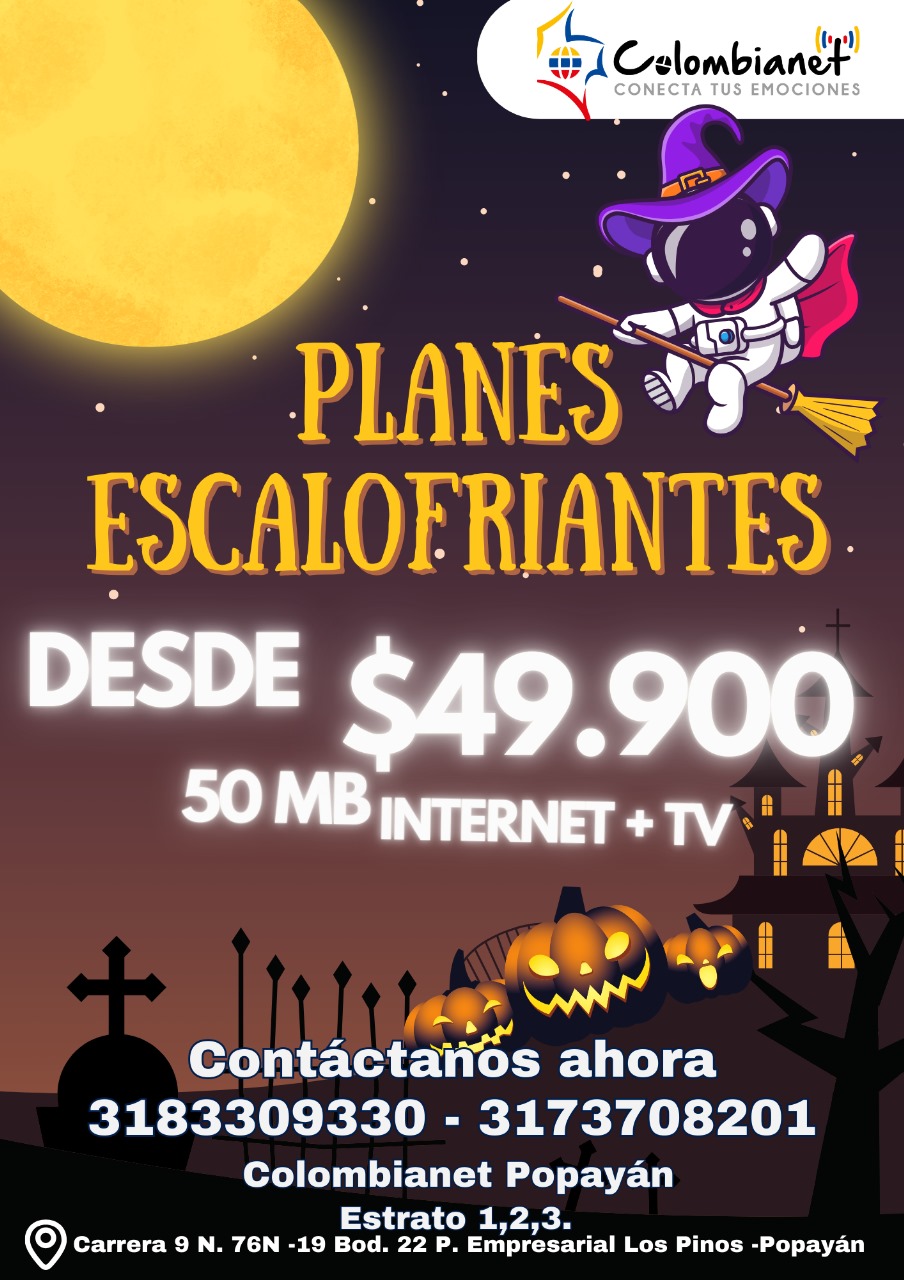 Colombianet
CONECTA TUS EMOCIONES
PLANES
ESCALOFRIANTES
DESDE $49.900
50 MB INTERNET + TV
Contáctanos ahora
3183309330 - 3173708201
Colombianet Popayán
Estrato 1,2,3.
Carrera 9 N. 76N -19 Bod. 22 P. Empresarial Los Pinos -Popayán